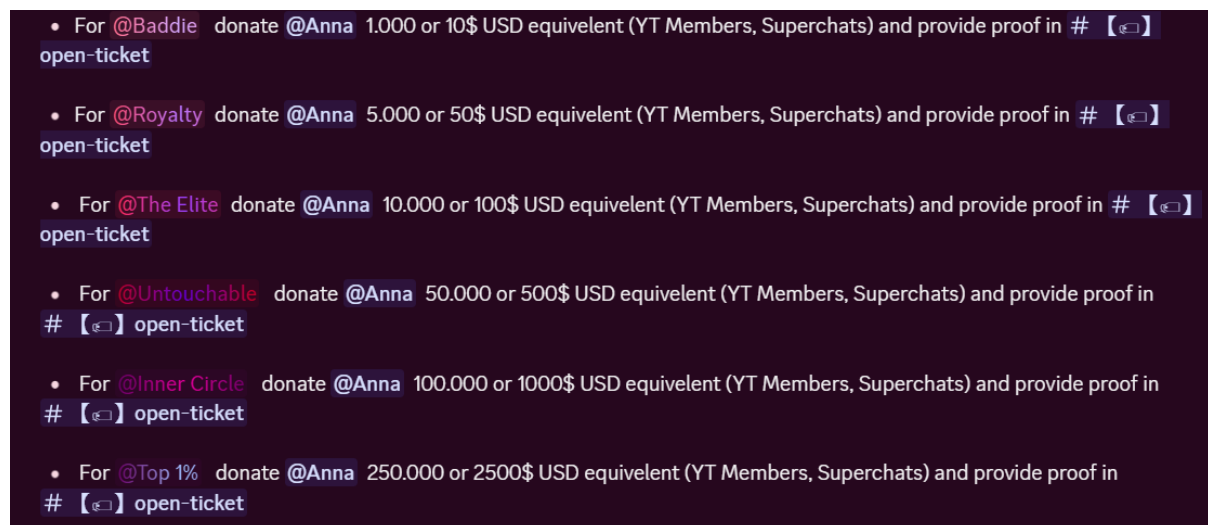 • For @Baddie donate @Anna 1.000 or 10$ USD equivelent (YT Members, Superchats) and provide proof in # 【🏷】
open-ticket
• For @Royalty donate @Anna 5.000 or 50$ USD equivelent (YT Members, Superchats) and provide proof in # 【🏷】
open-ticket
• For @The Elite donate @Anna 10.000 or 100$ USD equivelent (YT Members, Superchats) and provide proof in # 【🏷】
open-ticket
• For @Untouchable donate @Anna 50.000 or 500$ USD equivelent (YT Members, Superchats) and provide proof in
# 【🏷】open-ticket
• For @Inner Circle donate @Anna 100.000 or 1000$ USD equivelent (YT Members, Superchats) and provide proof in
# 【🏷】open-ticket
• For @Top 1% donate @Anna 250.000 or 2500$ USD equivelent (YT Members, Superchats) and provide proof in
# 【🏷】open-ticket